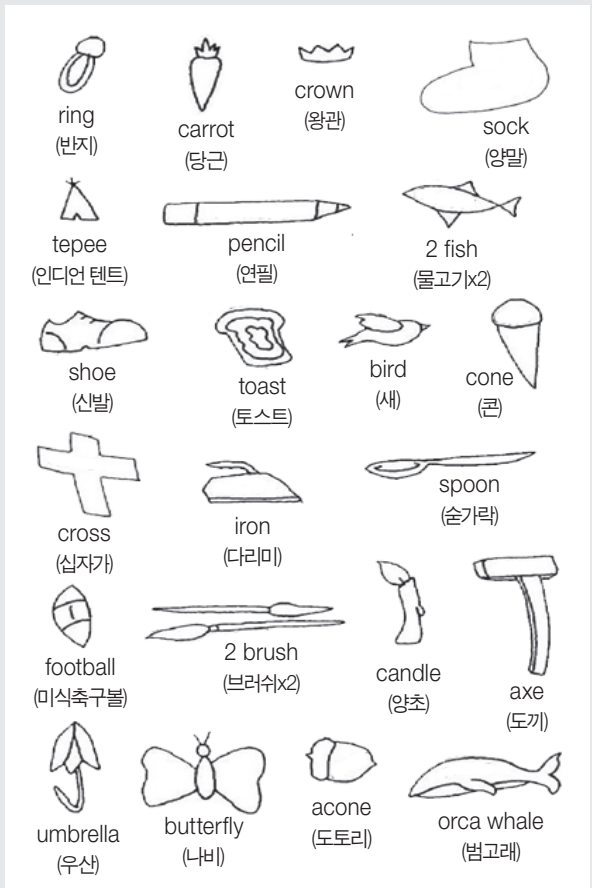 ring
(반지)
carrot
(당근)
crown
(왕관)
sock
(양말)
tepee
(인디언 텐트)
pencil
(연필)
2 fish
(물고기x2)
shoe
(신발)
toast
(토스트)
bird
(새)
cone
(콘)
cross
(십자가)
iron
(다리미)
spoon
(숟가락)
football
(미식축구볼)
2 brush
(브러쉬x2)
candle
(양초)
axe
(도끼)
umbrella
(우산)
butterfly
(나비)
acone
(도토리)
orca whale
(범고래)